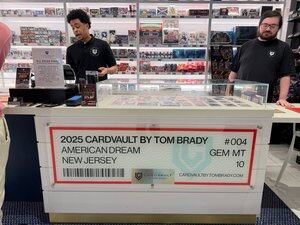 2025 CARDVAULT BY TOM BRADY #004
AMERICAN DREAM GEM MT
NEW JERSEY 10
CARDVAULT
CARDVAULTBYTOMBRADY.COM